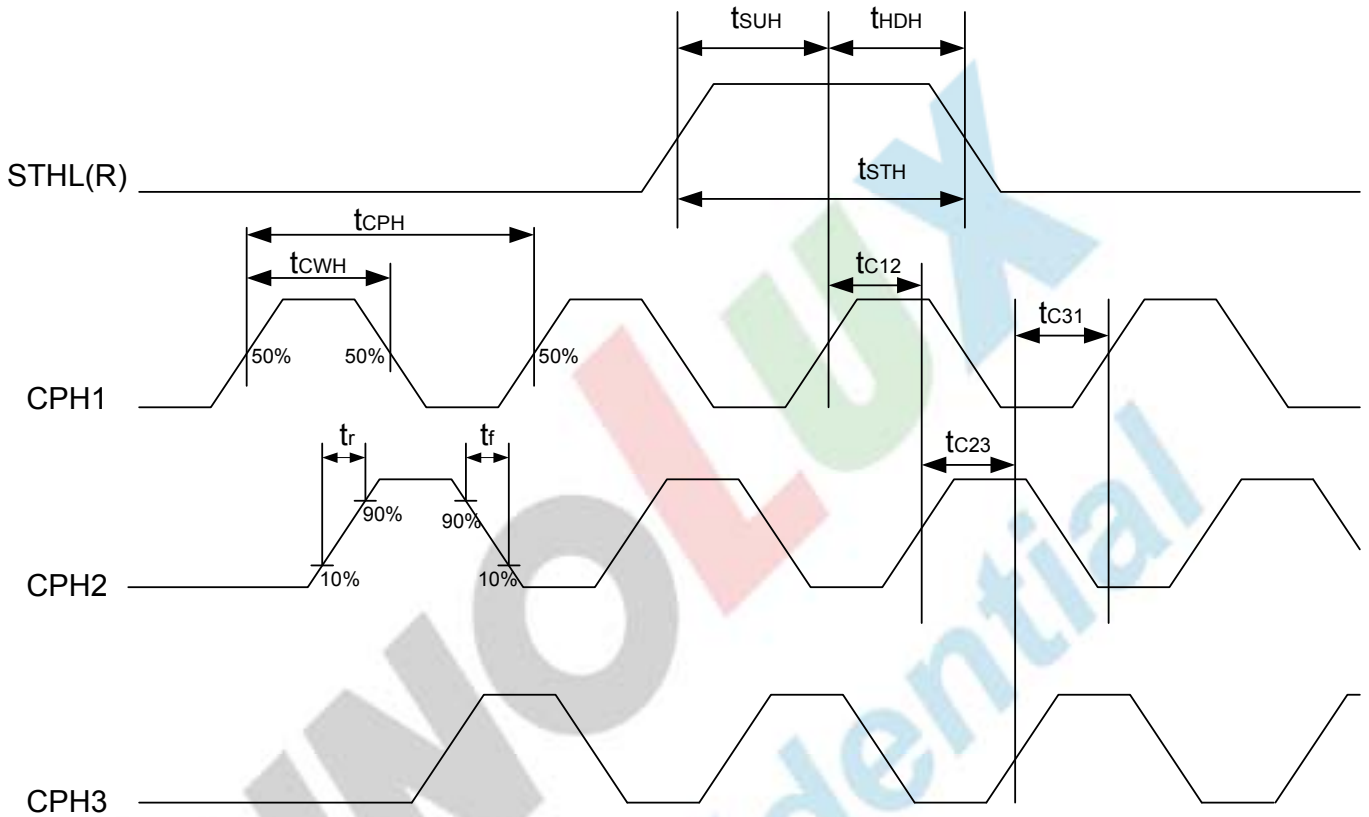 tSUH tHDH
STHL(R)
tSTH
tCPH
tCWH
tC12
tC31
50% 50% 50%
CPH1
tr tf
tC23
90% 90%
10% 10%
CPH2
CPH3
INNOLUX